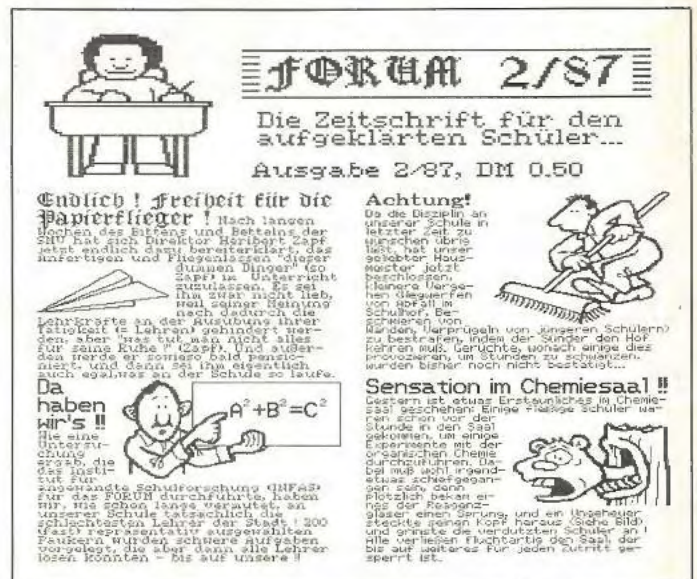 FORUM 2/87
Die Zeitschrift für den
aufgeklärten Schüler...
Ausgabe 2/87, DM 0.50
Endlich ! Freiheit für die
Papierflieger ! Nach langen
Wochen des Bittens und Bettelns der
SMV hat sich Direktor Heribert Zapf
jetzt endlich dazu bereiterklärt, das
Anfertigen und Fliegenlassen "dieser
dummen Dinger" (so
Zapf) im Unterricht
zuzulassen. Es sei
ihm zwar nicht lieb,
weil seiner Meinung
nach dadurch die
Lehrkräfte an der Ausübung ihrer
Tätigkeit (= Lehren) gehindert wer-
den, aber "was tut man nicht alles
für seine Ruhe" (Zapf). Und außer-
dem werde er sowieso bald pensio-
niert, und dann sei ihm eigentlich
auch egal, was an der Schule so laufe.
Da
haben
wir's !!
Wie eine
Untersu-
chung
ergab, die
das Insti-
tut für
angewandte Schulforschung (INFAS)
für das FORUM durchführte, haben
wir, wie schon lange vermutet, an
unserer Schule tatsächlich die
schlechtesten Lehrer der Stadt ! 200
(fast) repräsentativ ausgewählten
Paukern wurden schwere Aufgaben
vorgelegt, die aber dann alle Lehrer
lösen konnten - bis auf unsere !!
A²+B²=C²
Achtung!
Da die Disziplin an
unserer Schule in
letzter Zeit zu
wünschen übrig
läßt, hat unser
geliebter Haus-
meister jetzt
beschlossen,
kleinere Verge-
hen (Wegwerfen
von Abfall im
Schulhof, Be-
schmieren von
Wänden, Verprügeln von jüngeren Schülern)
zu bestrafen, indem der Sünder den Hof
kehren muß. Gerüchte, wonach einige dies
provozieren, um Stunden zu schwänzen,
wurden bisher noch nicht bestätigt...
Sensation im Chemiesaal !!
Gestern ist etwas Erstaunliches im Chemie-
saal geschehen: Einige fleißige Schüler wa-
ren schon vor der
Stunde in den Saal
gekommen, um einige
Experimente mit der
organischen Chemie
durchzuführen. Da-
bei muß wohl irgend-
etwas schiefgegan-
gen sein, denn
plötzlich bekam ei-
nes der Reagenz-
gläser einen Sprung, und ein Ungeheuer
steckte seinen Kopf heraus (Siehe Bild)
und grinste die verdutzten Schüler an !
Alle verließen fluchtartig den Saal, der
bis auf weiteres für jeden Zutritt ge-
sperrt ist.